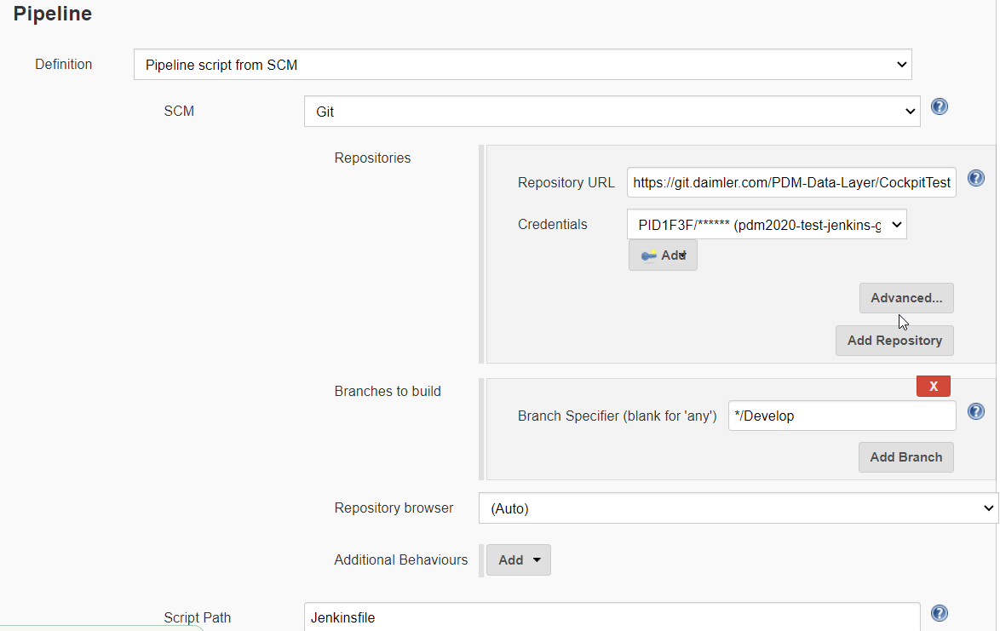 Pipeline
Definition
Pipeline script from SCM
SCM
Git
?
Repositories
Repository URL
https://git.daimler.com/PDM-Data-Layer/CockpitTest
?
Credentials
PID1F3F/****** (pdm2020-test-jenkins-g
Add
Advanced...
Add Repository
Branches to build
X
Branch Specifier (blank for 'any')
*/Develop
?
Add Branch
Repository browser
(Auto)
Additional Behaviours
Add
Script Path
Jenkinsfile
?